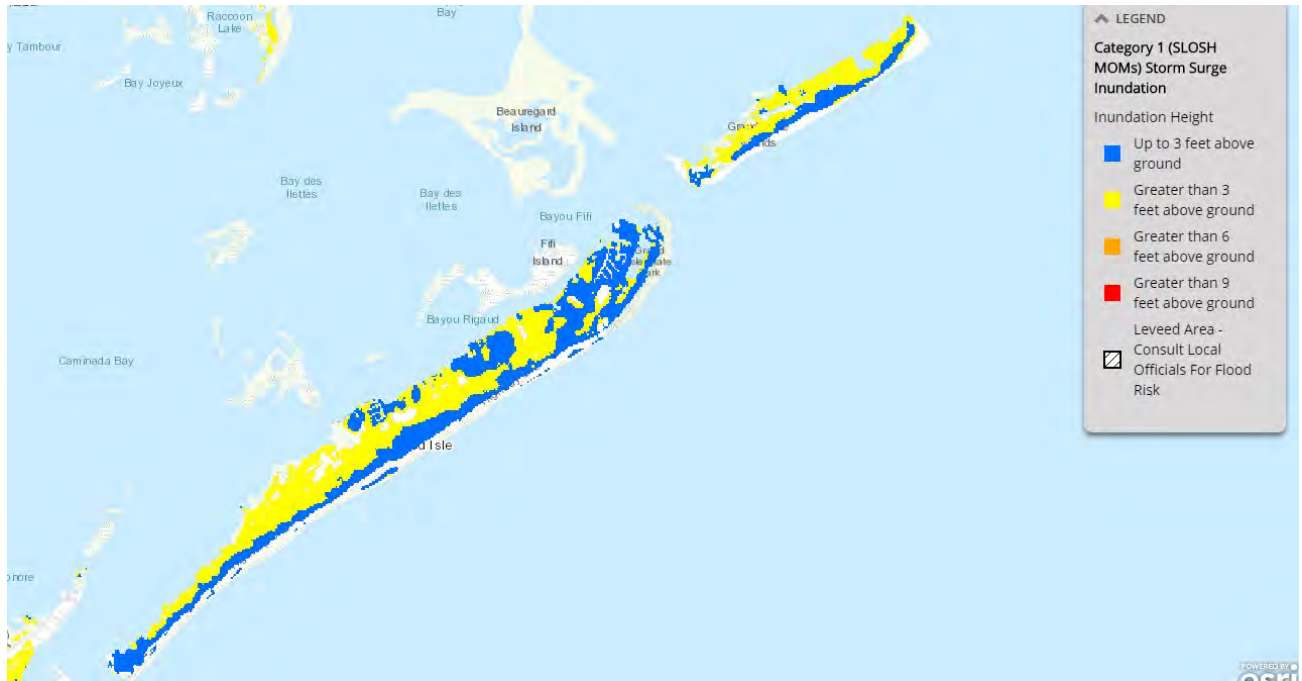 Raccoon
Lake
Bay
y Tambour
Bay Joyeux
Beauregard
Island
Bay des
Ilettes
Bay des
Ilettes
Bayou Fifi
Fifi
Island
Bayou Rigaud
Caminada Bay
d Isle
onore
LEGEND
Category 1 (SLOSH
MOMs) Storm Surge
Inundation
Inundation Height
Up to 3 feet above
ground
Greater than 3
feet above ground
Greater than 6
feet above ground
Greater than 9
feet above ground
Leveed Area -
Consult Local
Officials For Flood
Risk
POWERED BY
esri